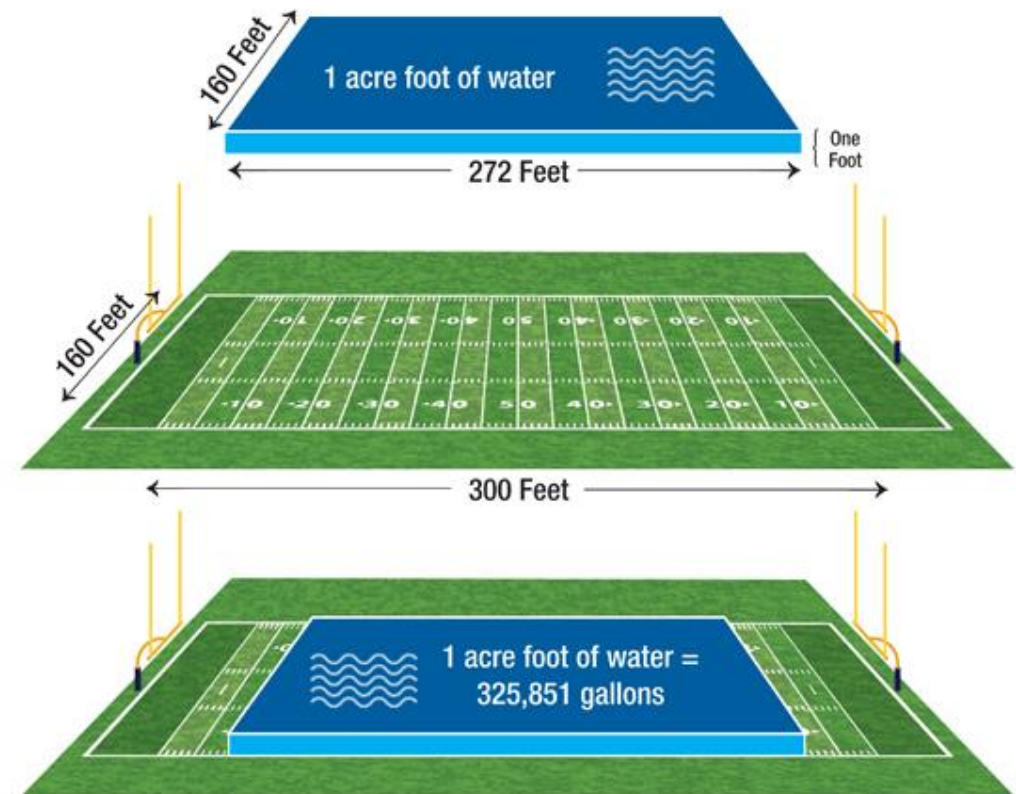 160 Feet
1 acre foot of water
One
Foot
272 Feet
160 Feet
10 20 30 40 50 40 30 20 10
10 20 30 40 50 40 30 20 10
300 Feet
1 acre foot of water =
325,851 gallons